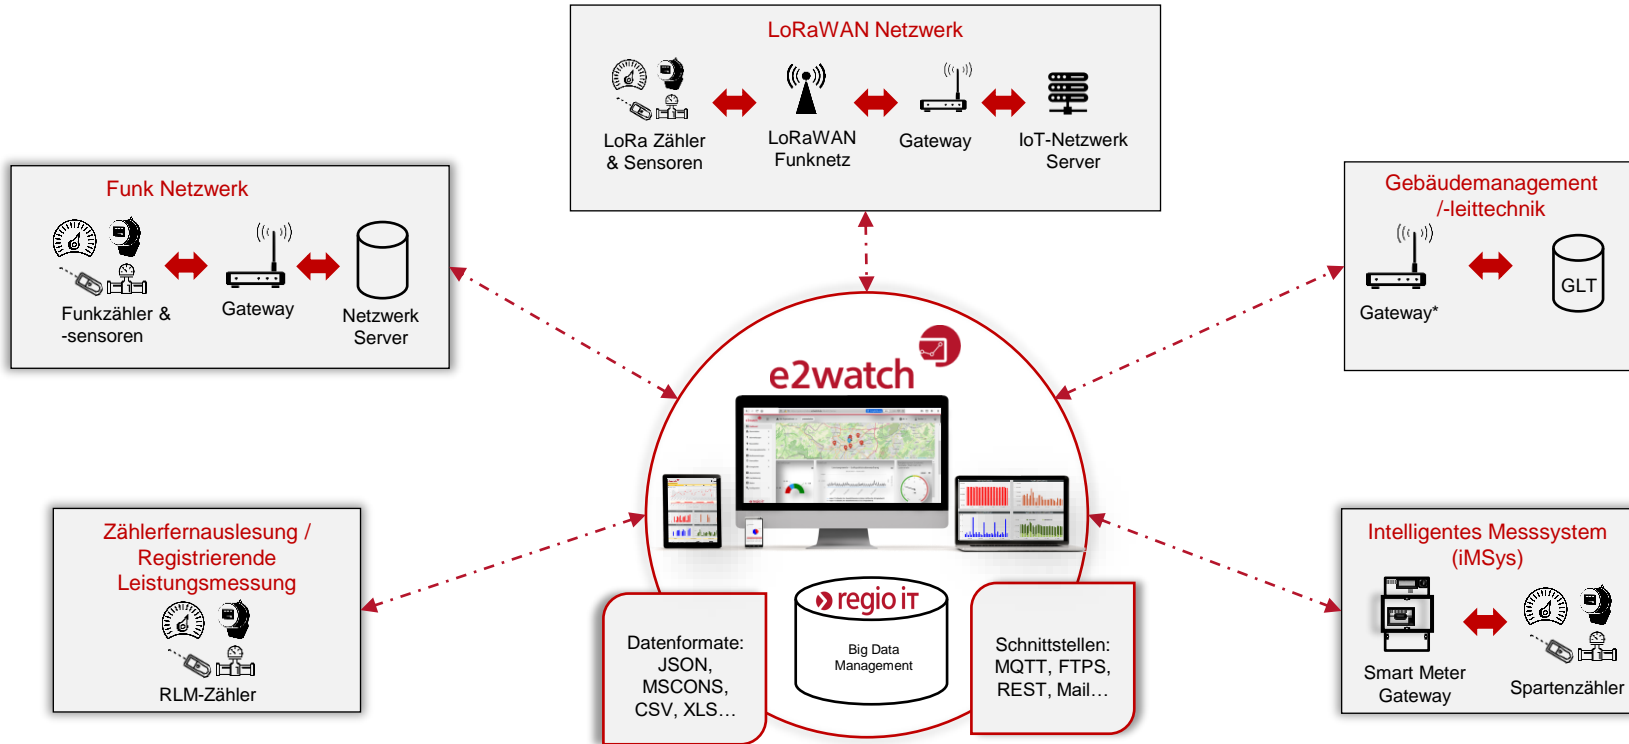 LoRaWAN Netzwerk
LoRa Zähler
& Sensoren
LoRaWAN
Funknetz
Gateway
IoT-Netzwerk
Server
Funk Netzwerk
Funkzähler &
-sensoren
Gateway
Netzwerk
Server
Gebäudemanagement
/-leittechnik
Gateway*
GLT
e2watch
Zählerfernauslesung /
Registrierende
Leistungsmessung
RLM-Zähler
Datenformate:
JSON,
MSCONS,
CSV, XLS...
regio iT
Big Data
Management
Schnittstellen:
MQTT, FTPS,
REST, Mail...
Intelligentes Messsystem
(iMSys)
Smart Meter
Gateway
Spartenzähler